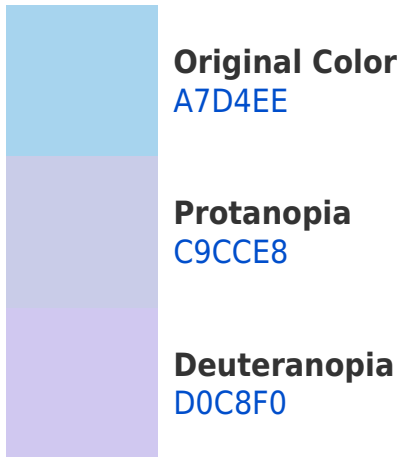 Original Color
A7D4EE
Protanopia
C9CCE8
Deuteranopia
D0C8F0